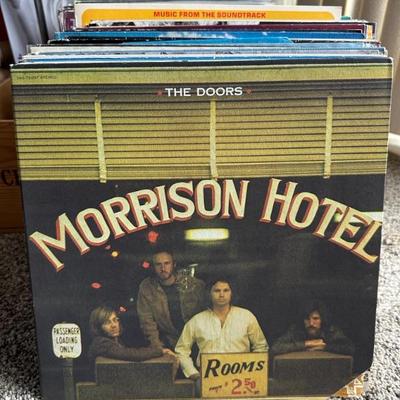 MUSIC FROM THE SOUNDTRACK
THE DOORS
MORRISON HOTEL
PASSENGER
LOADING
ONLY
ROOMS
$2.50